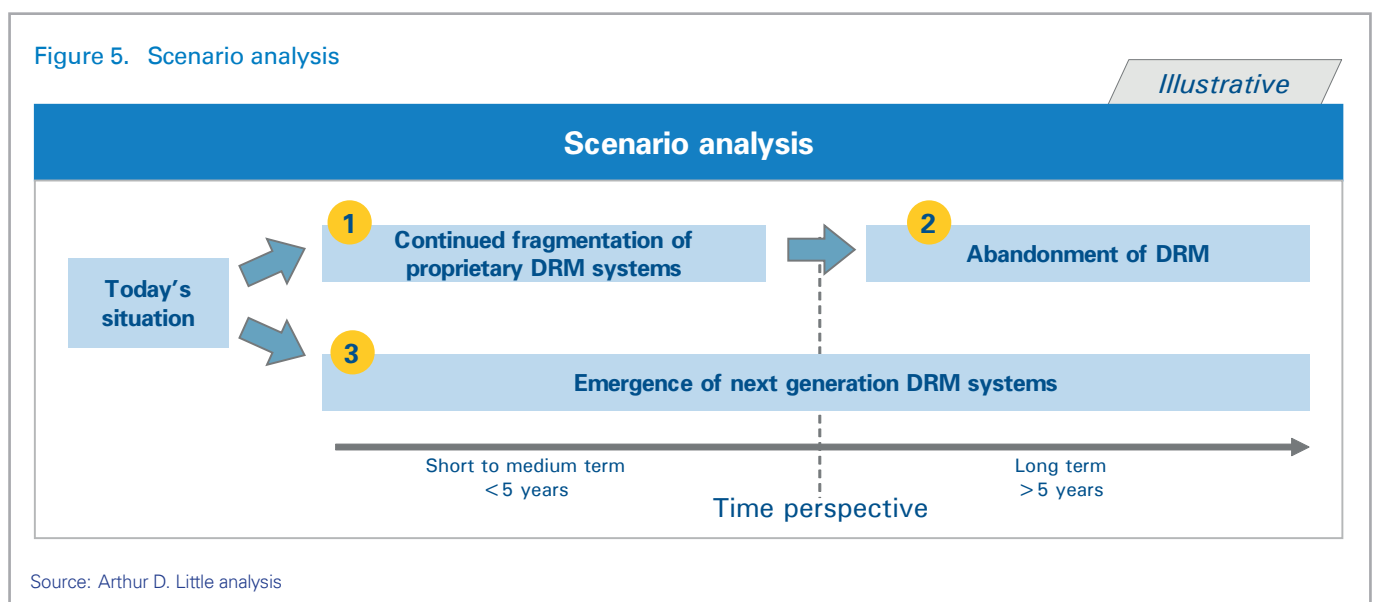 Figure 5. Scenario analysis
Illustrative
Scenario analysis
1
Continued fragmentation of
proprietary DRM systems
2
Abandonment of DRM
Today's
situation
3
Emergence of next generation DRM systems
Short to medium term
<5 years
Long term
>5 years
Time perspective
Source: Arthur D. Little analysis